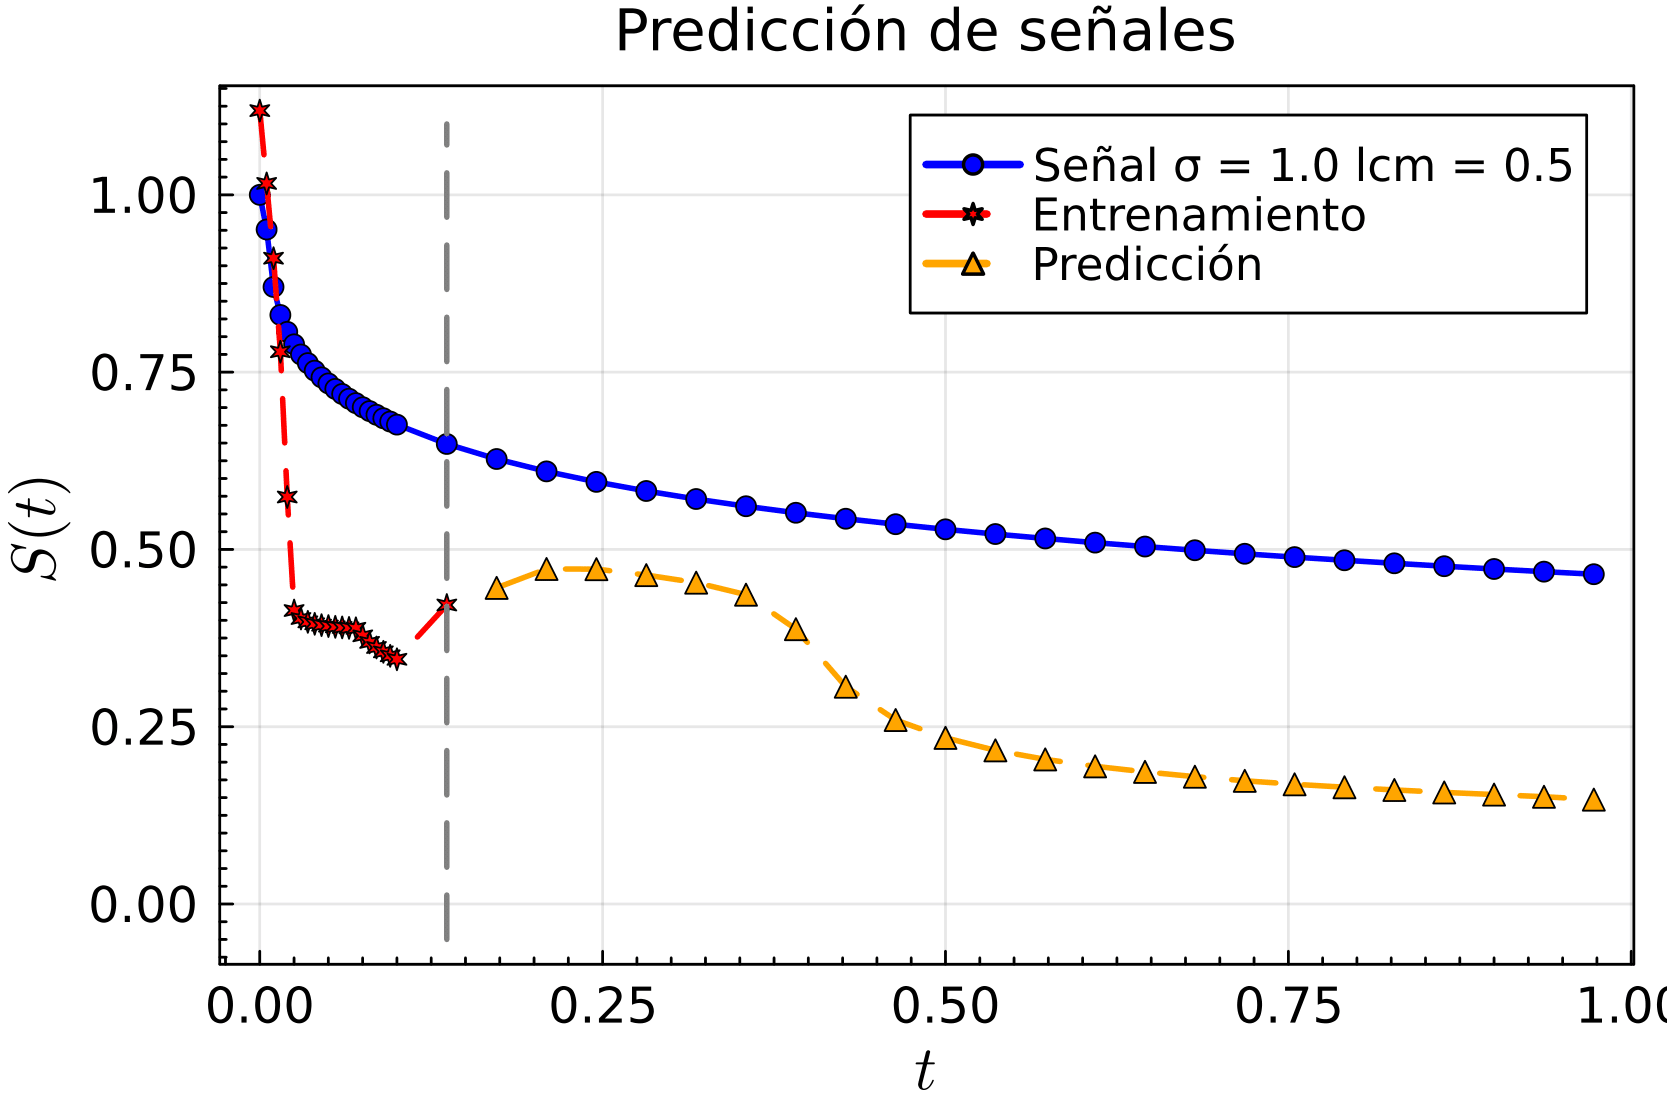 Predicción de señales
Señal σ = 1.0 lcm = 0.5
Entrenamiento
Predicción
1.00
0.75
0.50
0.25
0.00
S(t)
0.00 0.25 0.50 0.75 1.00
t